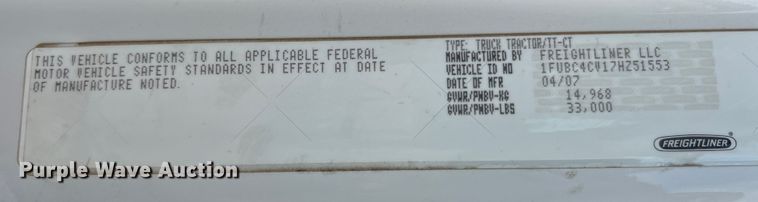 THIS VEHICLE CONFORMS TO ALL APPLICABLE FEDERAL
MOTOR VEHICLE SAFETY STANDARDS IN EFFECT AT DATE
OF MANUFACTURE NOTED.
TYPE: TRUCK TRACTOR/TT-CT
MANUFACTURED BY FREIGHTLINER LLC
VEHICLE ID NO 1FUBC4CV17HZ51553
DATE OF MFR 04/07
GVWR/PNBV-KG 14,968
GVWR/PNBV-LBS 33,000
FREIGHTLINER
Purple Wave Auction